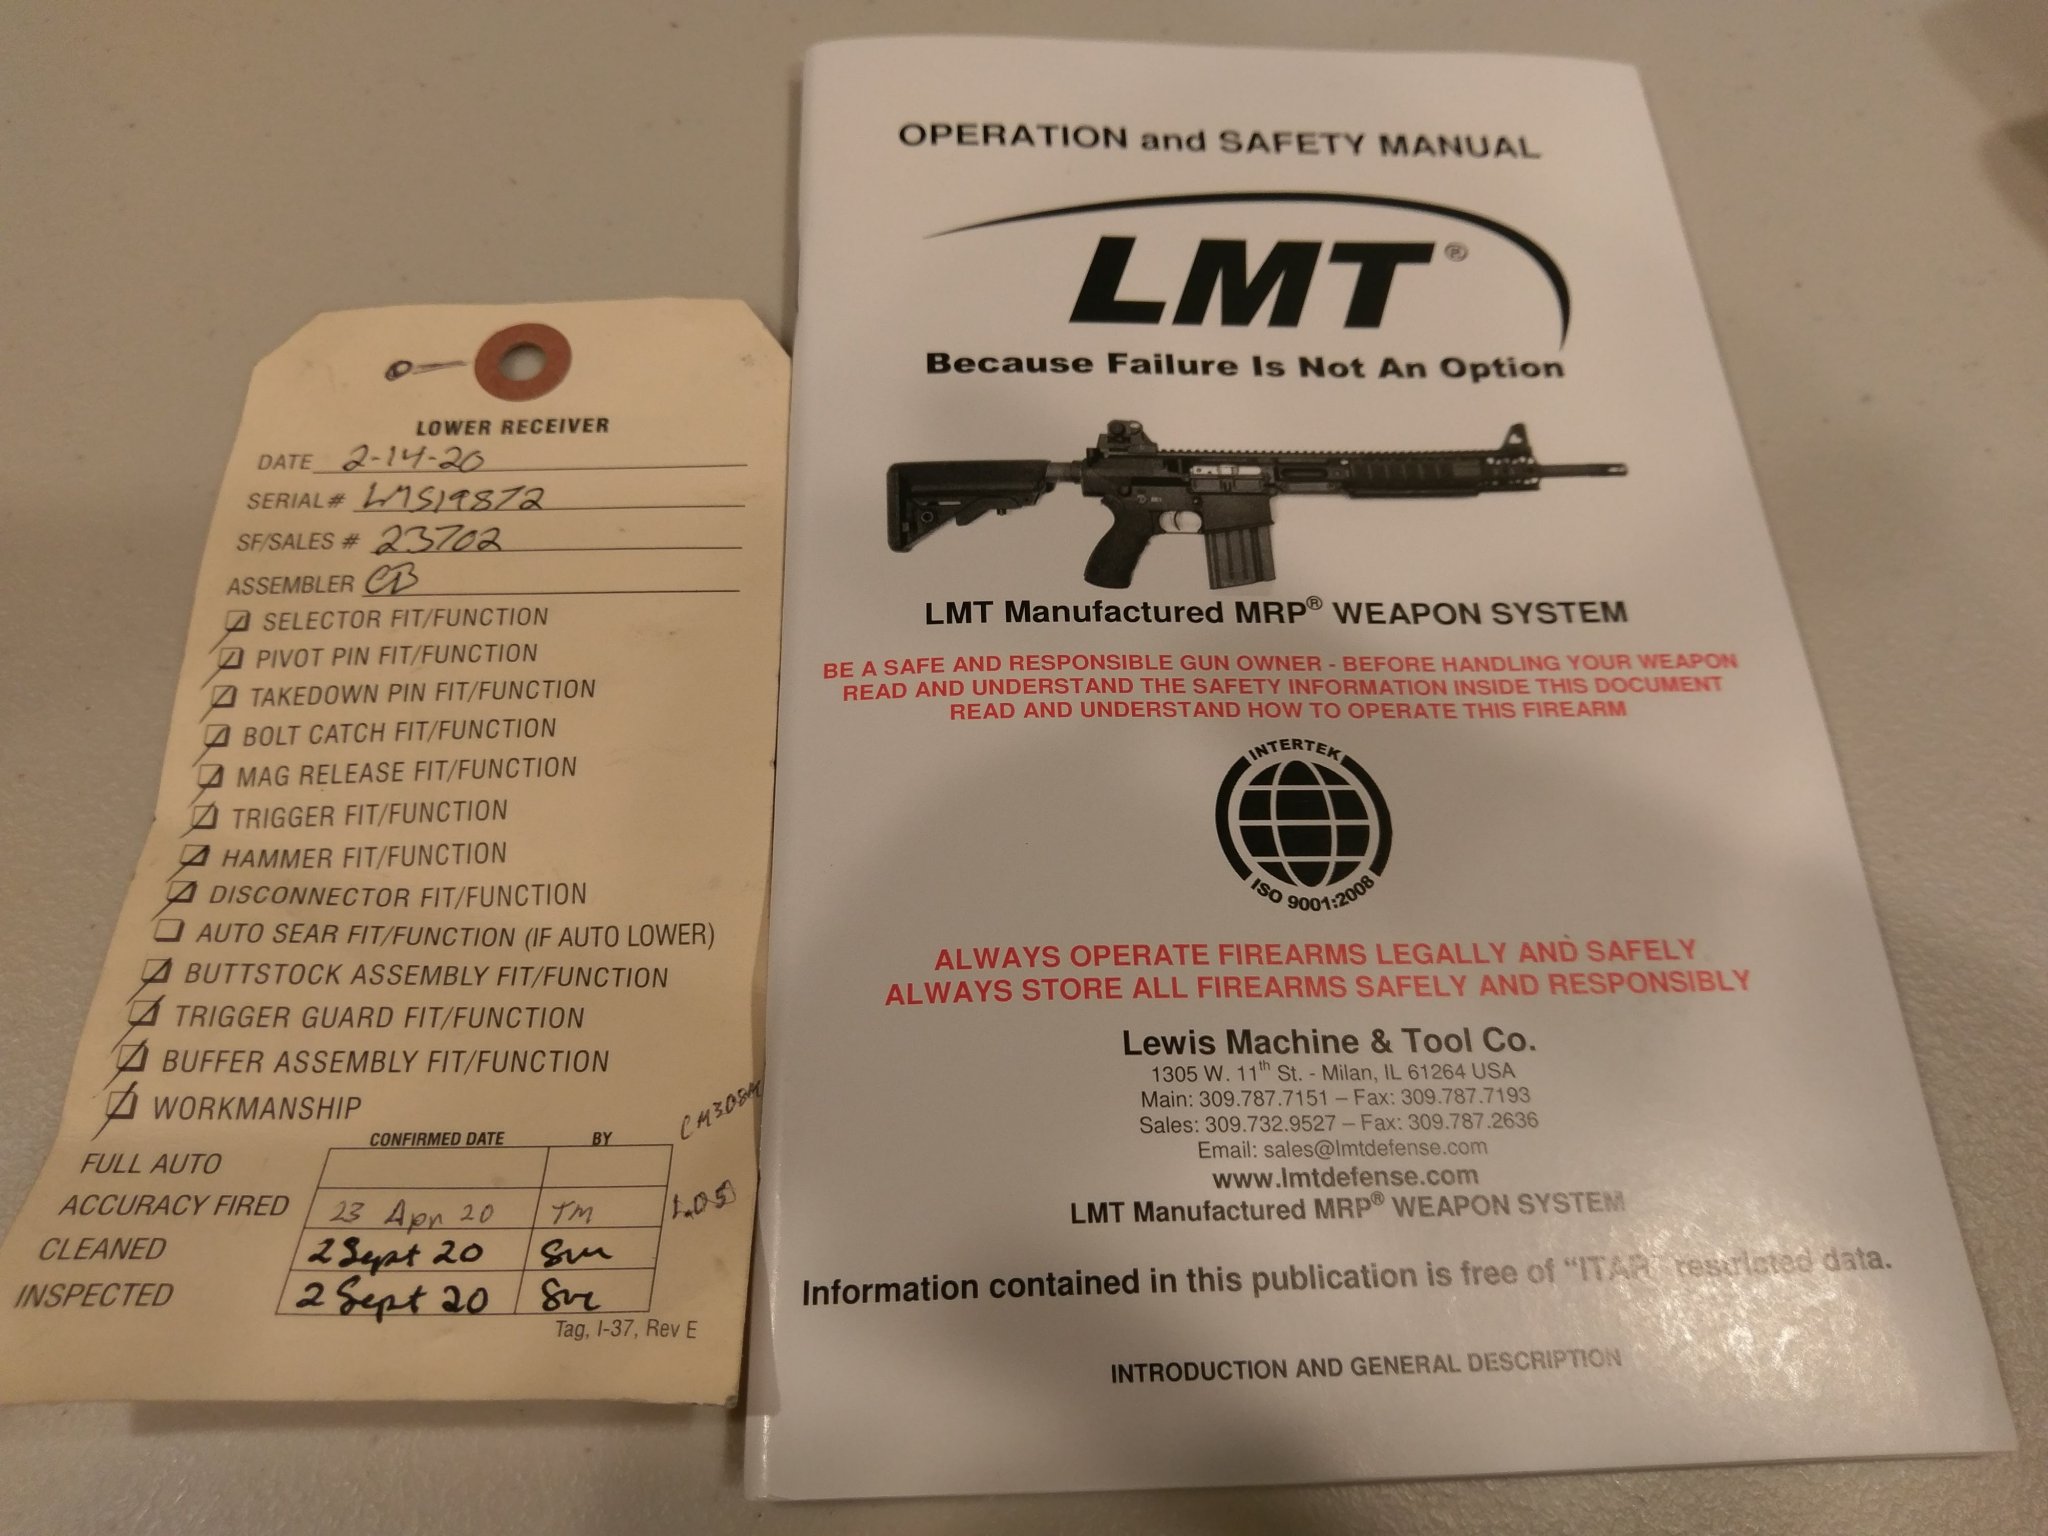 LOWER RECEIVER
DATE 2-14-20
SERIAL# LMS19872
SF/SALES # 23702
ASSEMBLER CB
SELECTOR FIT/FUNCTION
PIVOT PIN FIT/FUNCTION
TAKEDOWN PIN FIT/FUNCTION
BOLT CATCH FIT/FUNCTION
MAG RELEASE FIT/FUNCTION
TRIGGER FIT/FUNCTION
HAMMER FIT/FUNCTION
DISCONNECTOR FIT/FUNCTION
AUTO SEAR FIT/FUNCTION (IF AUTO LOWER)
BUTTSTOCK ASSEMBLY FIT/FUNCTION
TRIGGER GUARD FIT/FUNCTION
BUFFER ASSEMBLY FIT/FUNCTION
WORKMANSHIP
CONFIRMED DATE BY
FULL AUTO
ACCURACY FIRED 23 Apr 20 TM 1.05
CLEANED 2 Sept 20
INSPECTED 2 Sept 20
Tag, I-37, Rev E
OPERATION and SAFETY MANUAL
LMT®
Because Failure Is Not An Option
LMT Manufactured MRP® WEAPON SYSTEM
BE A SAFE AND RESPONSIBLE GUN OWNER - BEFORE HANDLING YOUR WEAPON
READ AND UNDERSTAND THE SAFETY INFORMATION INSIDE THIS DOCUMENT
READ AND UNDERSTAND HOW TO OPERATE THIS FIREARM
INTERTEK
ISO 9001:2008
ALWAYS OPERATE FIREARMS LEGALLY AND SAFELY
ALWAYS STORE ALL FIREARMS SAFELY AND RESPONSIBLY
Lewis Machine & Tool Co.
1305 W. 11th St. - Milan, IL 61264 USA
Main: 309.787.7151 – Fax: 309.787.7193
Sales: 309.732.9527 – Fax: 309.787.2636
Email: sales@lmtdefense.com
www.lmtdefense.com
LMT Manufactured MRP® WEAPON SYSTEM
Information contained in this publication is free of "ITAR" restricted data.
INTRODUCTION AND GENERAL DESCRIPTION